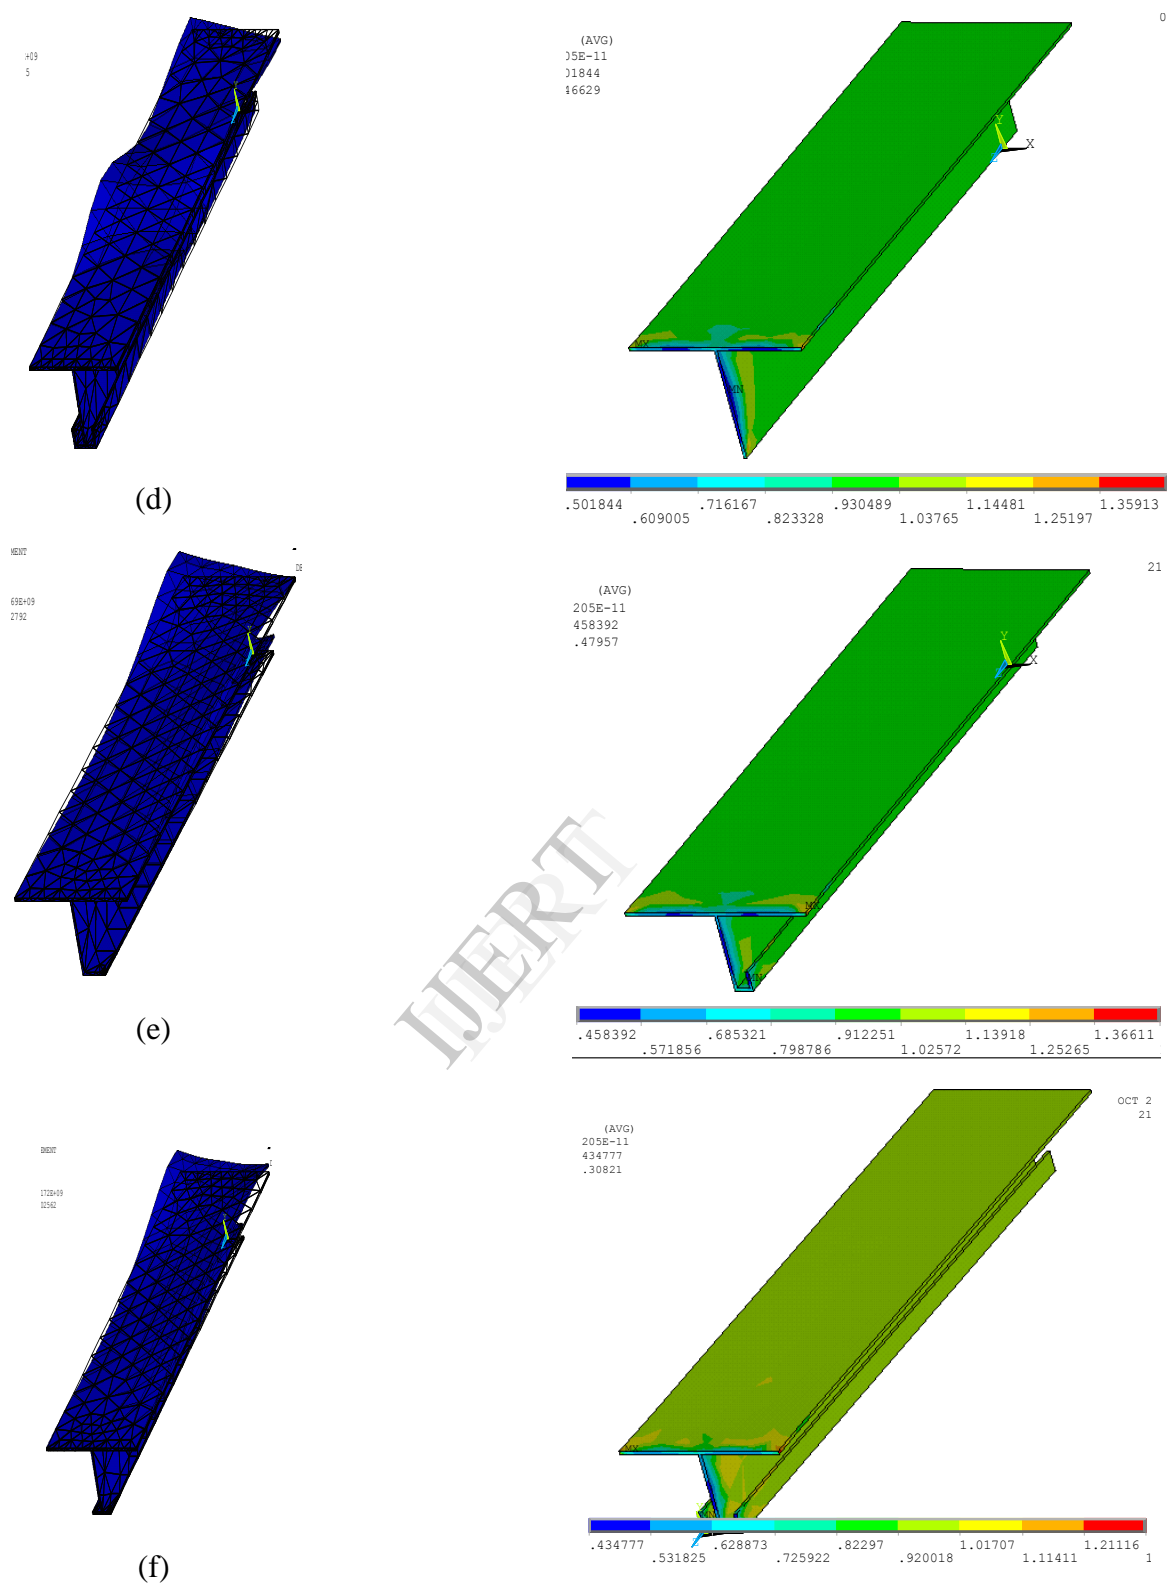 :+09
5
(AVG)
05E-11
01844
46629
0
Y
Y
X
Z
MX
MN
(d)
.501844 .716167 .930489 1.14481 1.35913
.609005 .823328 1.03765 1.25197
MENT
DE
69E+09
2792
(AVG)
205E-11
458392
.47957
21
Y
Y
X
Z
MX
MN
IJERT
(e)
.458392 .685321 .912251 1.13918 1.36611
.571856 .798786 1.02572 1.25265
EMENT
172E+09
02562
(AVG)
205E-11
434777
.30821
OCT 2
21
MX
MN
Z
(f)
.434777 .628873 .82297 1.01707 1.21116
.531825 .725922 .920018 1.11411 1